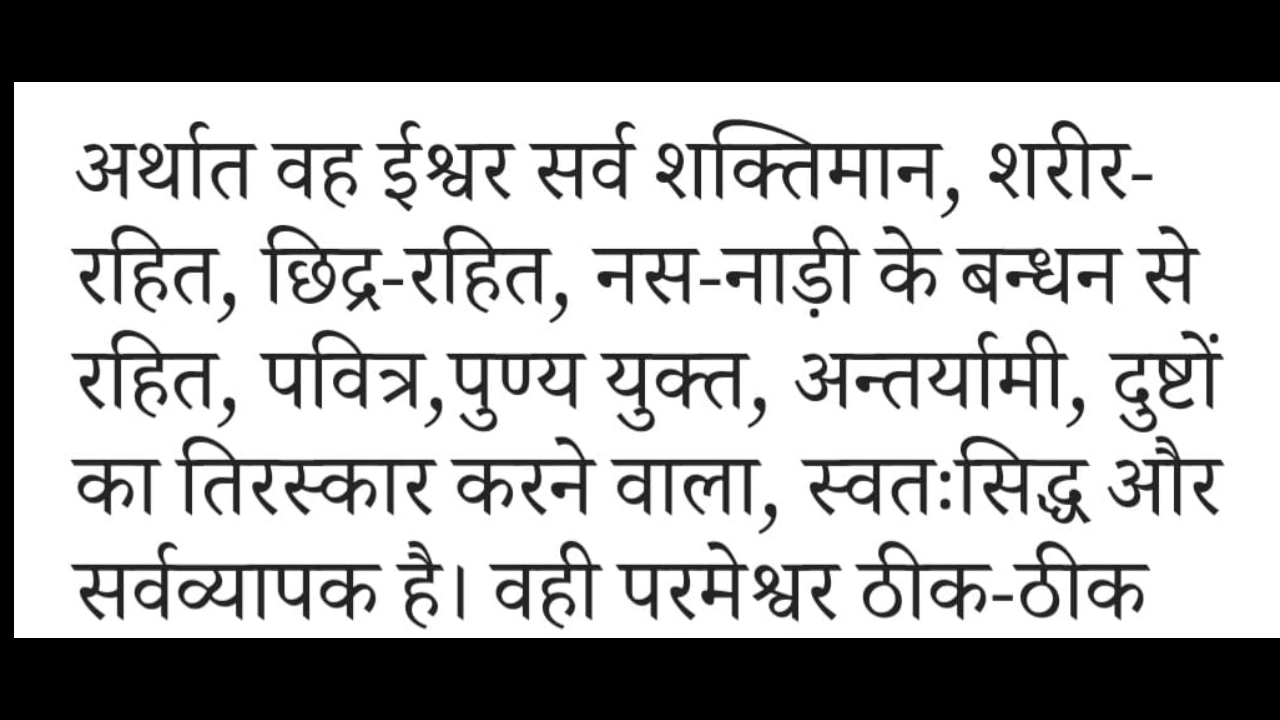 अर्थात वह ईश्वर सर्व शक्तिमान, शरीर-
रहित, छिद्र-रहित, नस-नाड़ी के बन्धन से
रहित, पवित्र,पुण्य युक्त, अन्तर्यामी, दुष्टों
का तिरस्कार करने वाला, स्वतःसिद्ध और
सर्वव्यापक है। वही परमेश्वर ठीक-ठीक